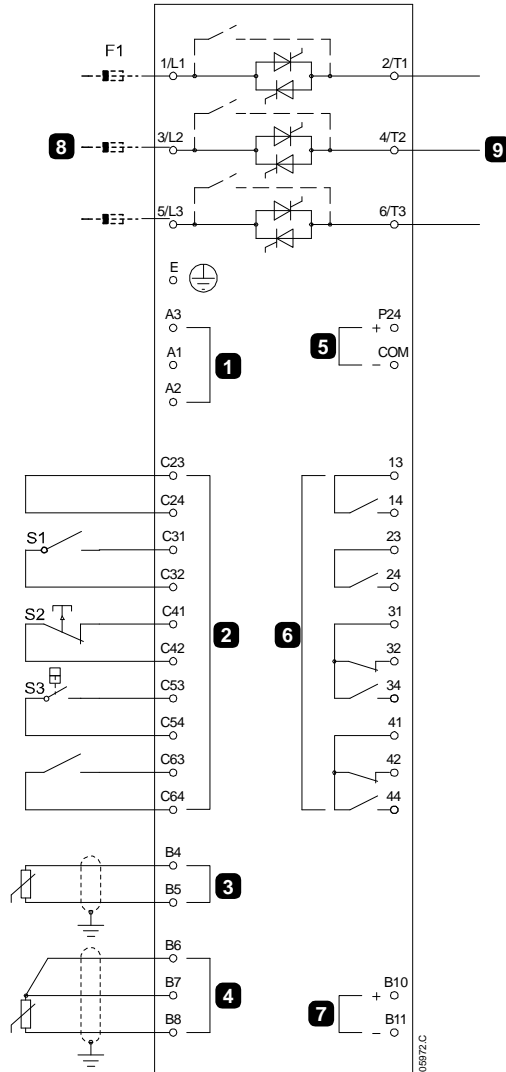 F1
1/L1
2/T1
8
3/L2
4/T2
9
5/L3
6/T3
E
A3
P24
+
1
5
A1
COM
-
A2
C23
13
C24
14
S1
C31
23
C32
24
S2
C41
31
2
6
C42
32
S3
C53
34
C54
41
C63
42
C64
44
B4
3
B5
B6
B7
B10
+
4
7
B8
B11
-
05972.C